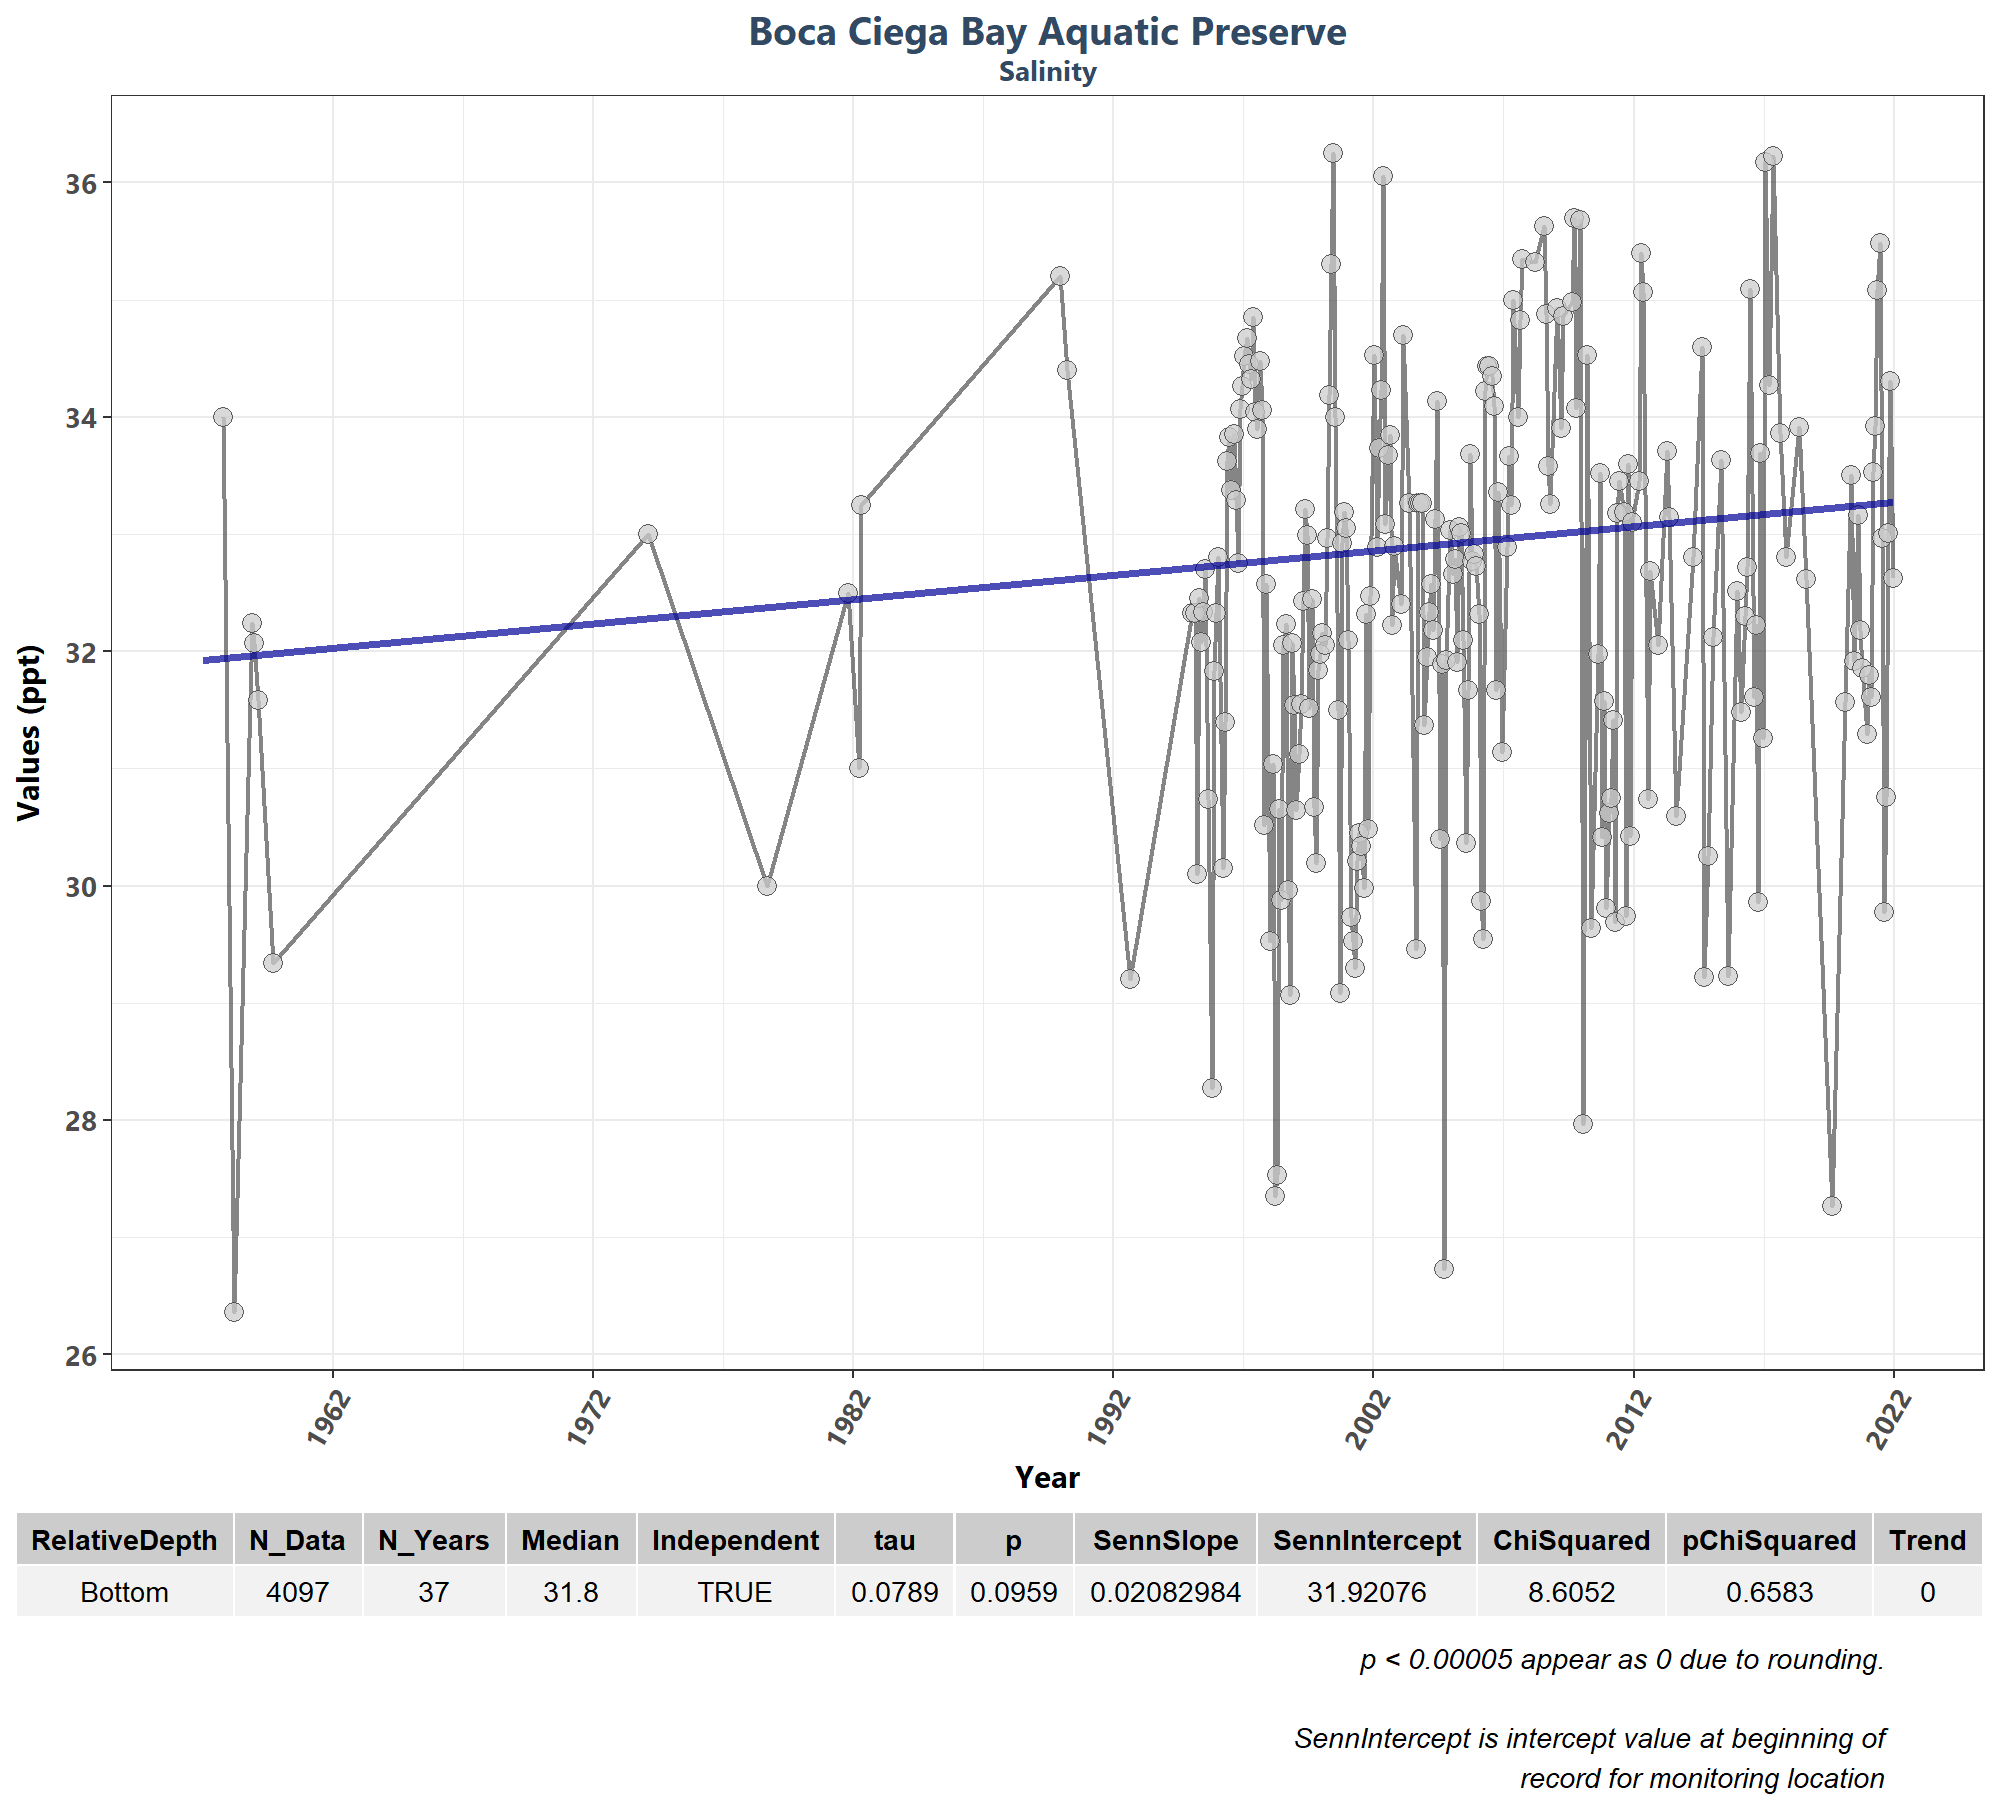 Boca Ciega Bay Aquatic Preserve
Salinity
Values (ppt)
36
34
32
30
28
26
1962
1972
1982
1992
2002
2012
2022
Year
RelativeDepth N_Data N_Years Median Independent tau p SennSlope SennIntercept ChiSquared pChiSquared Trend
Bottom 4097 37 31.8 TRUE 0.0789 0.0959 0.02082984 31.92076 8.6052 0.6583 0
p < 0.00005 appear as 0 due to rounding.
SennIntercept is intercept value at beginning of
record for monitoring location